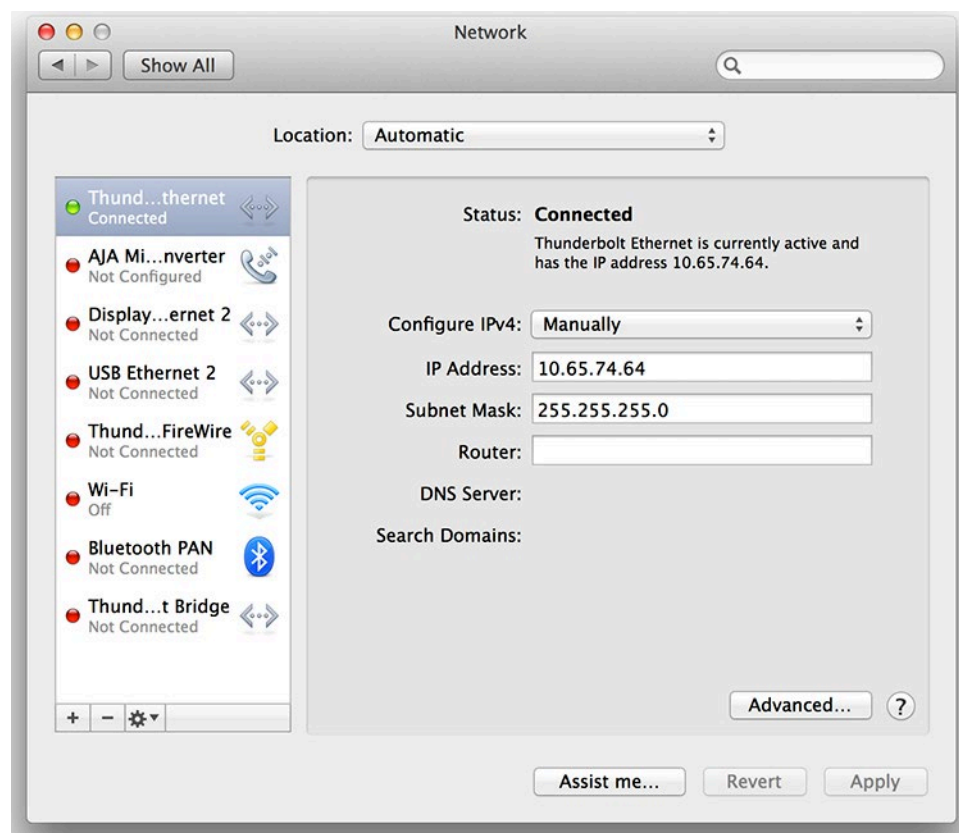 Network
Show All
Location: Automatic
Thund...thernet
Connected
AJA Mi...nverter
Not Configured
Display...ernet 2
Not Connected
USB Ethernet 2
Not Connected
Thund...FireWire
Not Connected
Wi-Fi
Off
Bluetooth PAN
Not Connected
Thund...t Bridge
Not Connected
+ −
Status: Connected
Thunderbolt Ethernet is currently active and
has the IP address 10.65.74.64.
Configure IPv4: Manually
IP Address: 10.65.74.64
Subnet Mask: 255.255.255.0
Router:
DNS Server:
Search Domains:
Advanced... ?
Assist me... Revert Apply